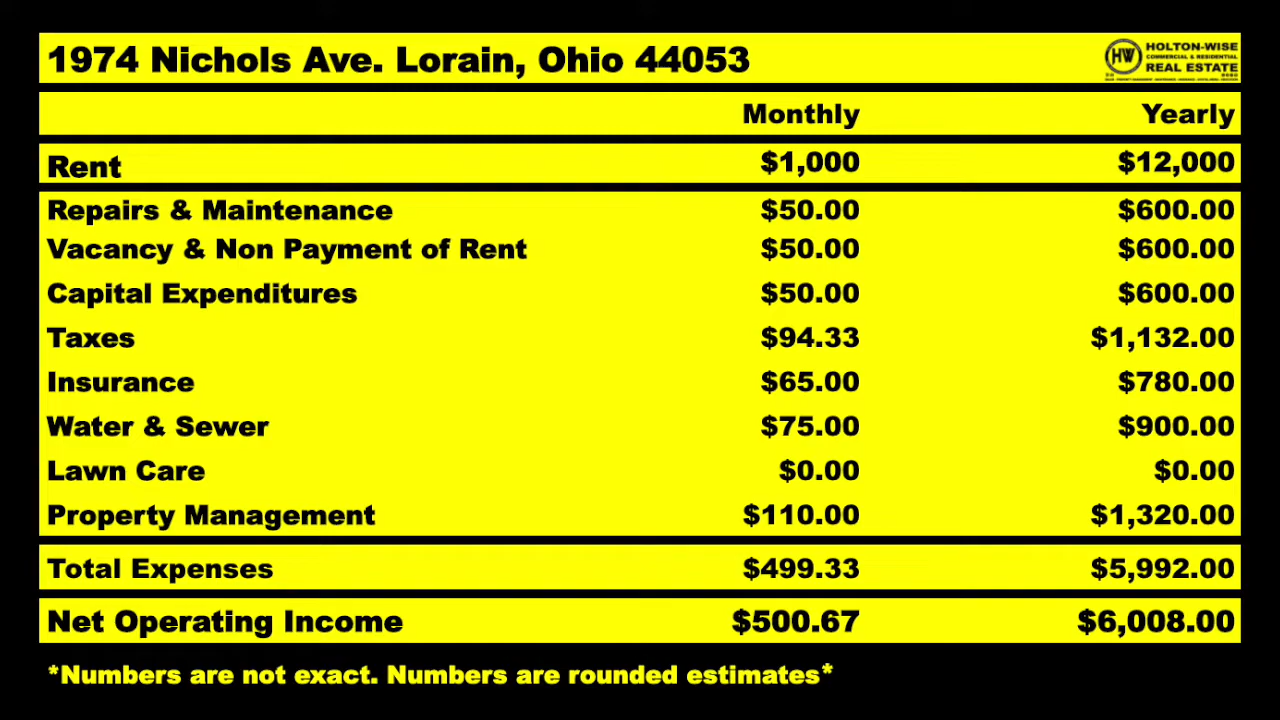 1974 Nichols Ave. Lorain, Ohio 44053
HOLTON-WISE
COMMERCIAL & RESIDENTIAL
REAL ESTATE
HW
Monthly Yearly
Rent $1,000 $12,000
Repairs & Maintenance $50.00 $600.00
Vacancy & Non Payment of Rent $50.00 $600.00
Capital Expenditures $50.00 $600.00
Taxes $94.33 $1,132.00
Insurance $65.00 $780.00
Water & Sewer $75.00 $900.00
Lawn Care $0.00 $0.00
Property Management $110.00 $1,320.00
Total Expenses $499.33 $5,992.00
Net Operating Income $500.67 $6,008.00
*Numbers are not exact. Numbers are rounded estimates*